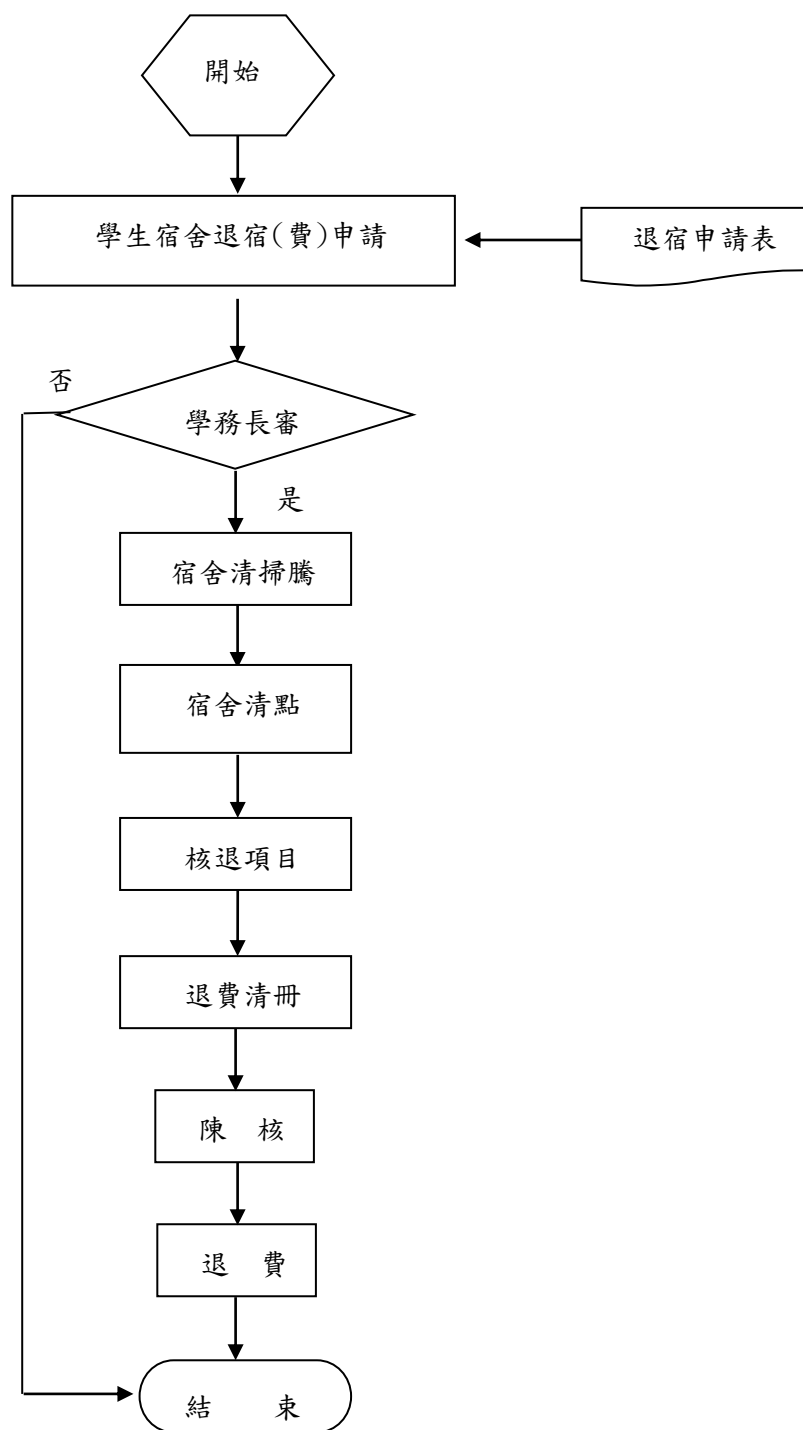 開始
學生宿舍退宿(費)申請
退宿申請表
否
學務長審
是
宿舍清掃騰
宿舍清點
核退項目
退費清冊
陳 核
退 費
結 束